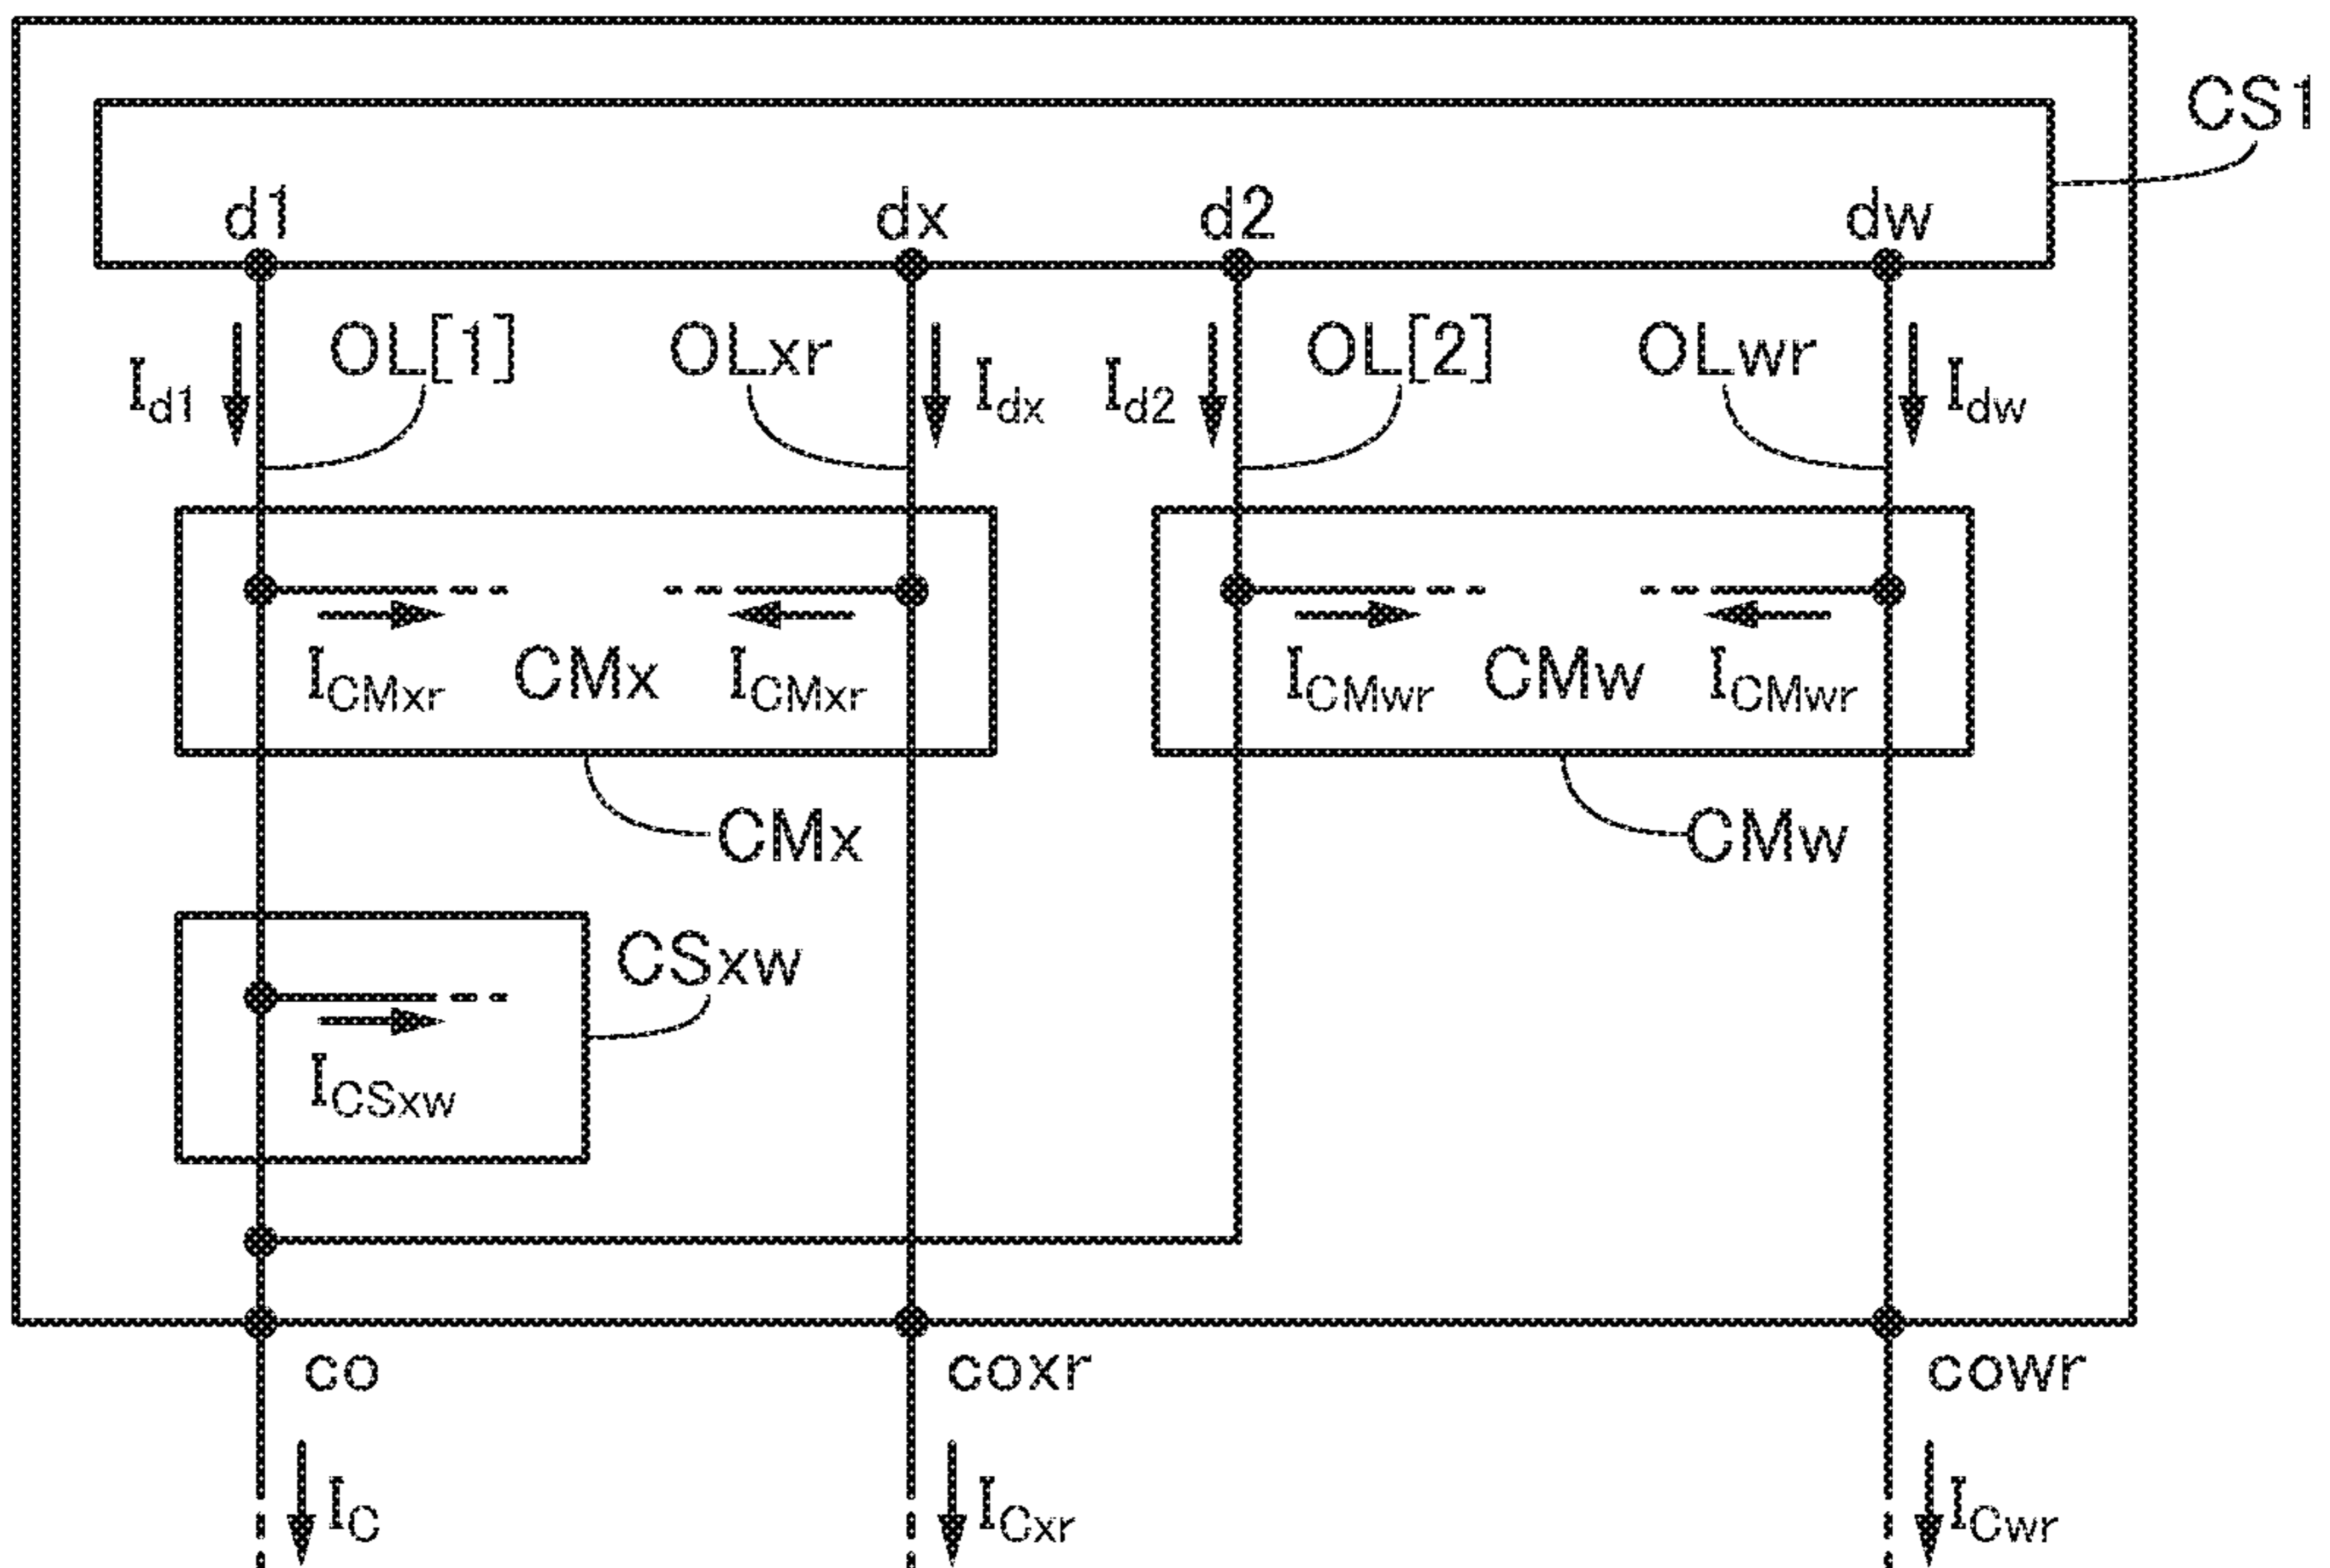 CS1
d1 dx d2 dw
OL[1] OLxr OL[2] OLwr
Id1 Idx Id2 Idw
ICMxr CMx ICMxr ICMwr CMw ICMwr
CMx CMw
CSxw
ICSxw
co coxr cowr
IC ICxr ICwr